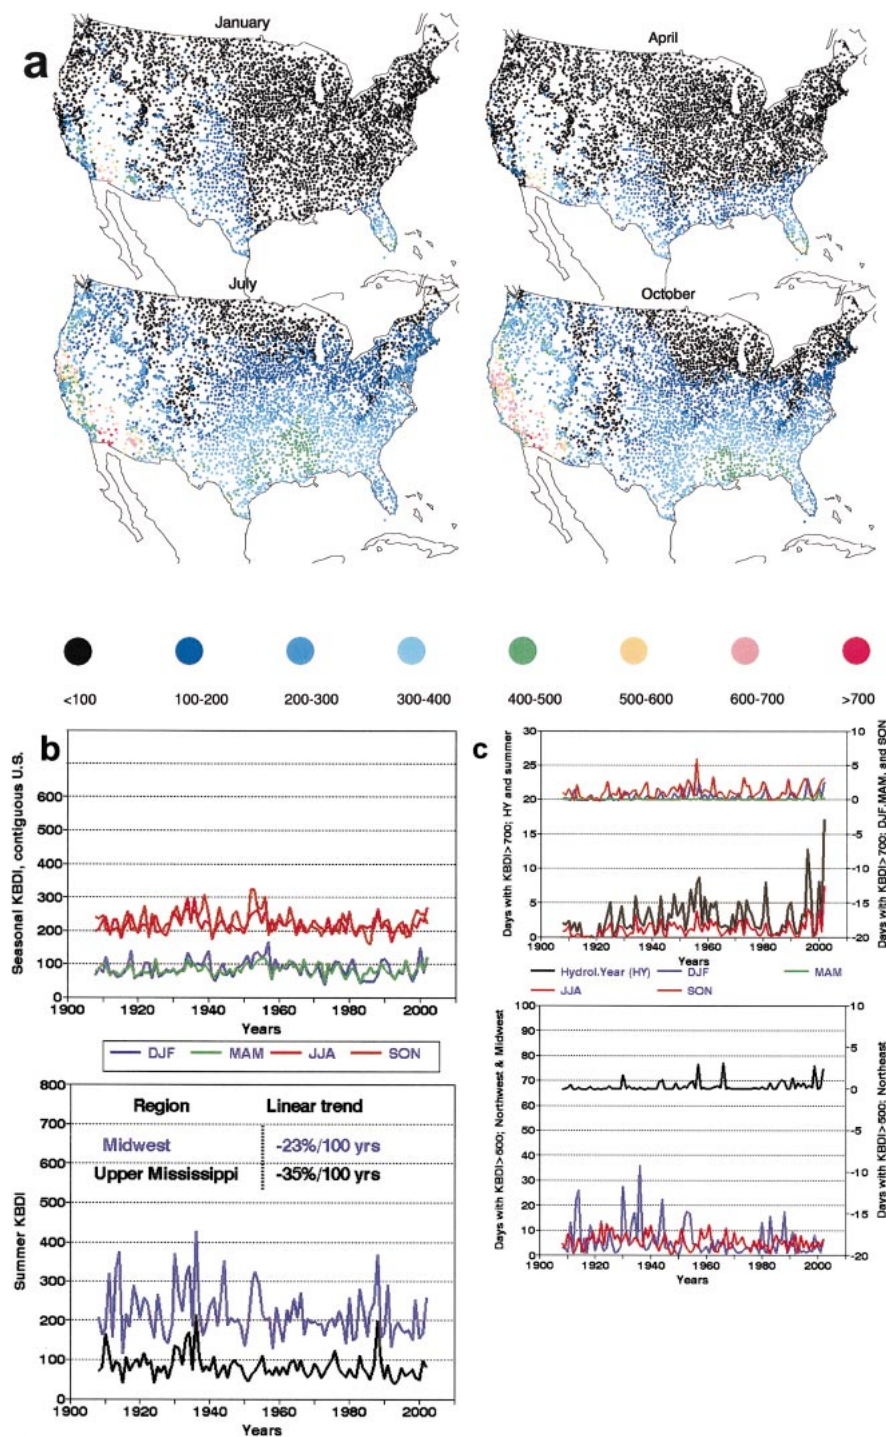 January
April
a
July
October
<100
100-200
200-300
300-400
400-500
500-600
600-700
>700
b
Seasonal KBDI, contiguous U.S.
800
600
500
400
300
200
100
0
1900
1920
1940
1960
1980
2000
Years
DJF
MAM
JJA
SON
Summer KBDI
800
700
600
500
400
300
200
100
0
Region
Linear trend
Midwest
-23%/100 yrs
Upper Mississippi
-35%/100 yrs
1900
1920
1940
1960
1980
2000
Years
c
Days with KBDI>700; HY and summer
30
25
20
15
10
5
0
10
5
0
-5
-10
-15
-20
Days with KBDI>700: DJF,MAM, and SON
1900
1920
1940
1960
1980
2000
Years
Hydrol.Year (HY)
DJF
MAM
JJA
SON
Days with KBDI>500; Northwest & Midwest
100
90
80
70
60
50
40
30
20
10
0
10
5
0
-5
-10
-15
-20
Days with KBDI>500: Northeast
1900
1920
1940
1960
1980
2000
Years